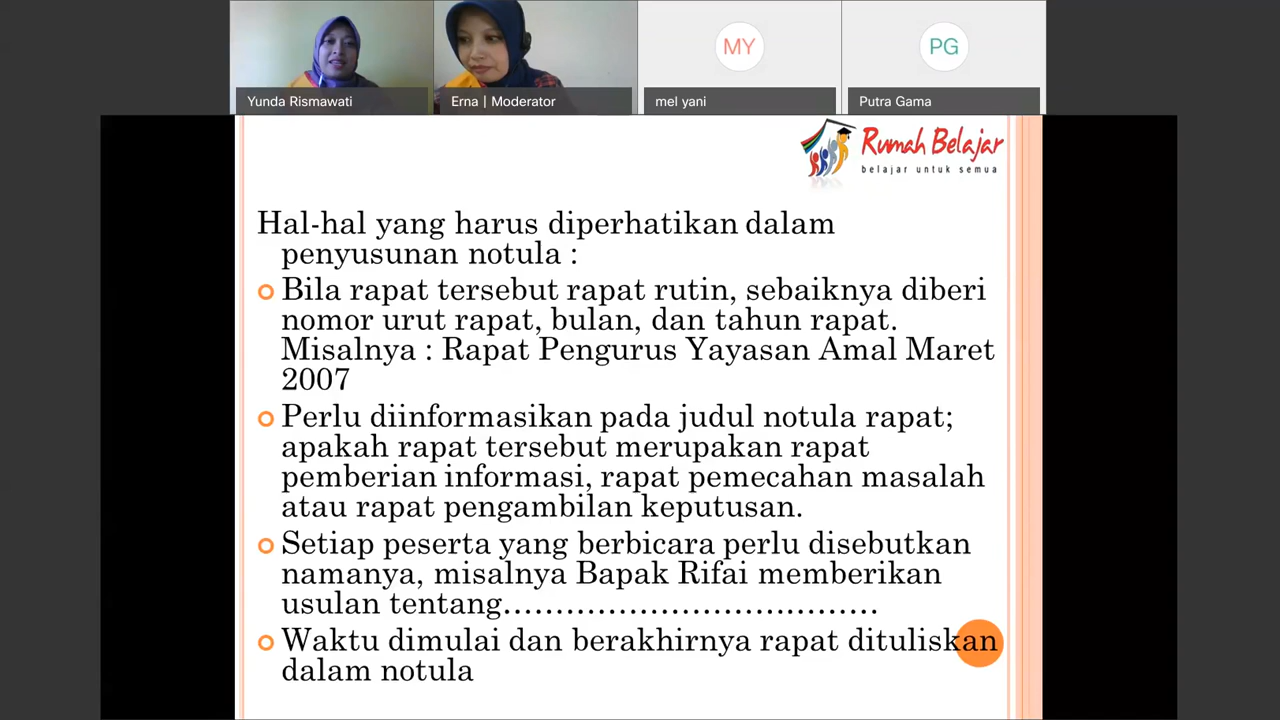 MY
PG
Yunda Rismawati
Erna | Moderator
mel yani
Putra Gama
Rumah Belajar
belajar untuk semua
Hal-hal yang harus diperhatikan dalam
penyusunan notula :
Bila rapat tersebut rapat rutin, sebaiknya diberi
nomor urut rapat, bulan, dan tahun rapat.
Misalnya : Rapat Pengurus Yayasan Amal Maret
2007
Perlu diinformasikan pada judul notula rapat;
apakah rapat tersebut merupakan rapat
pemberian informasi, rapat pemecahan masalah
atau rapat pengambilan keputusan.
Setiap peserta yang berbicara perlu disebutkan
namanya, misalnya Bapak Rifai memberikan
usulan tentang....................................
Waktu dimulai dan berakhirnya rapat dituliskan
dalam notula